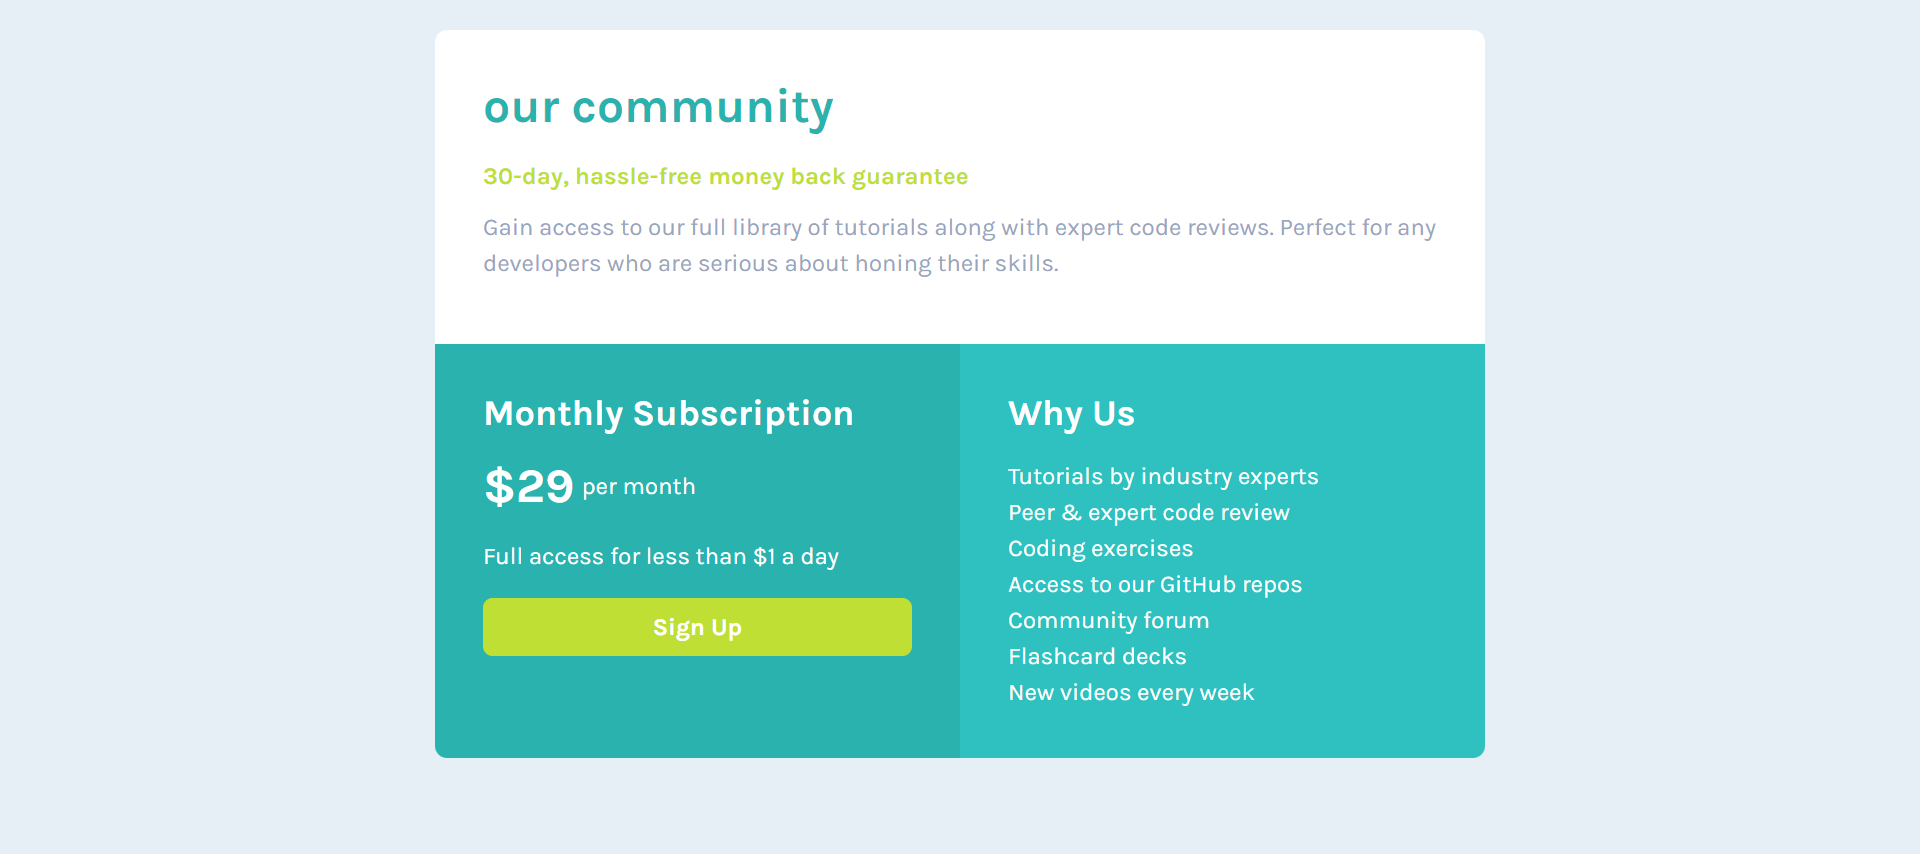 our community
30-day, hassle-free money back guarantee
Gain access to our full library of tutorials along with expert code reviews. Perfect for any
developers who are serious about honing their skills.
Monthly Subscription
$29 per month
Full access for less than $1 a day
Sign Up
Why Us
Tutorials by industry experts
Peer & expert code review
Coding exercises
Access to our GitHub repos
Community forum
Flashcard decks
New videos every week